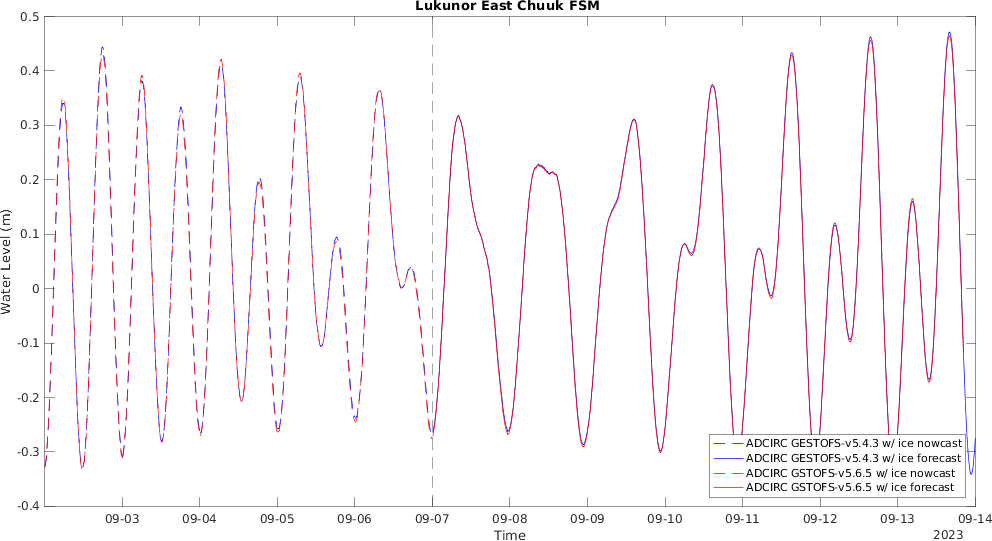 Lukunor East Chuuk FSM
0.5
0.4
0.3
0.2
0.1
0
-0.1
-0.2
-0.3
-0.4
Water Level (m)
ADCIRC GESTOFS-v5.4.3 w/ ice nowcast
ADCIRC GESTOFS-v5.4.3 w/ ice forecast
ADCIRC GSTOFS-v5.6.5 w/ ice nowcast
ADCIRC GSTOFS-v5.6.5 w/ ice forecast
09-03 09-04 09-05 09-06 09-07 09-08 09-09 09-10 09-11 09-12 09-13 09-14
Time
2023